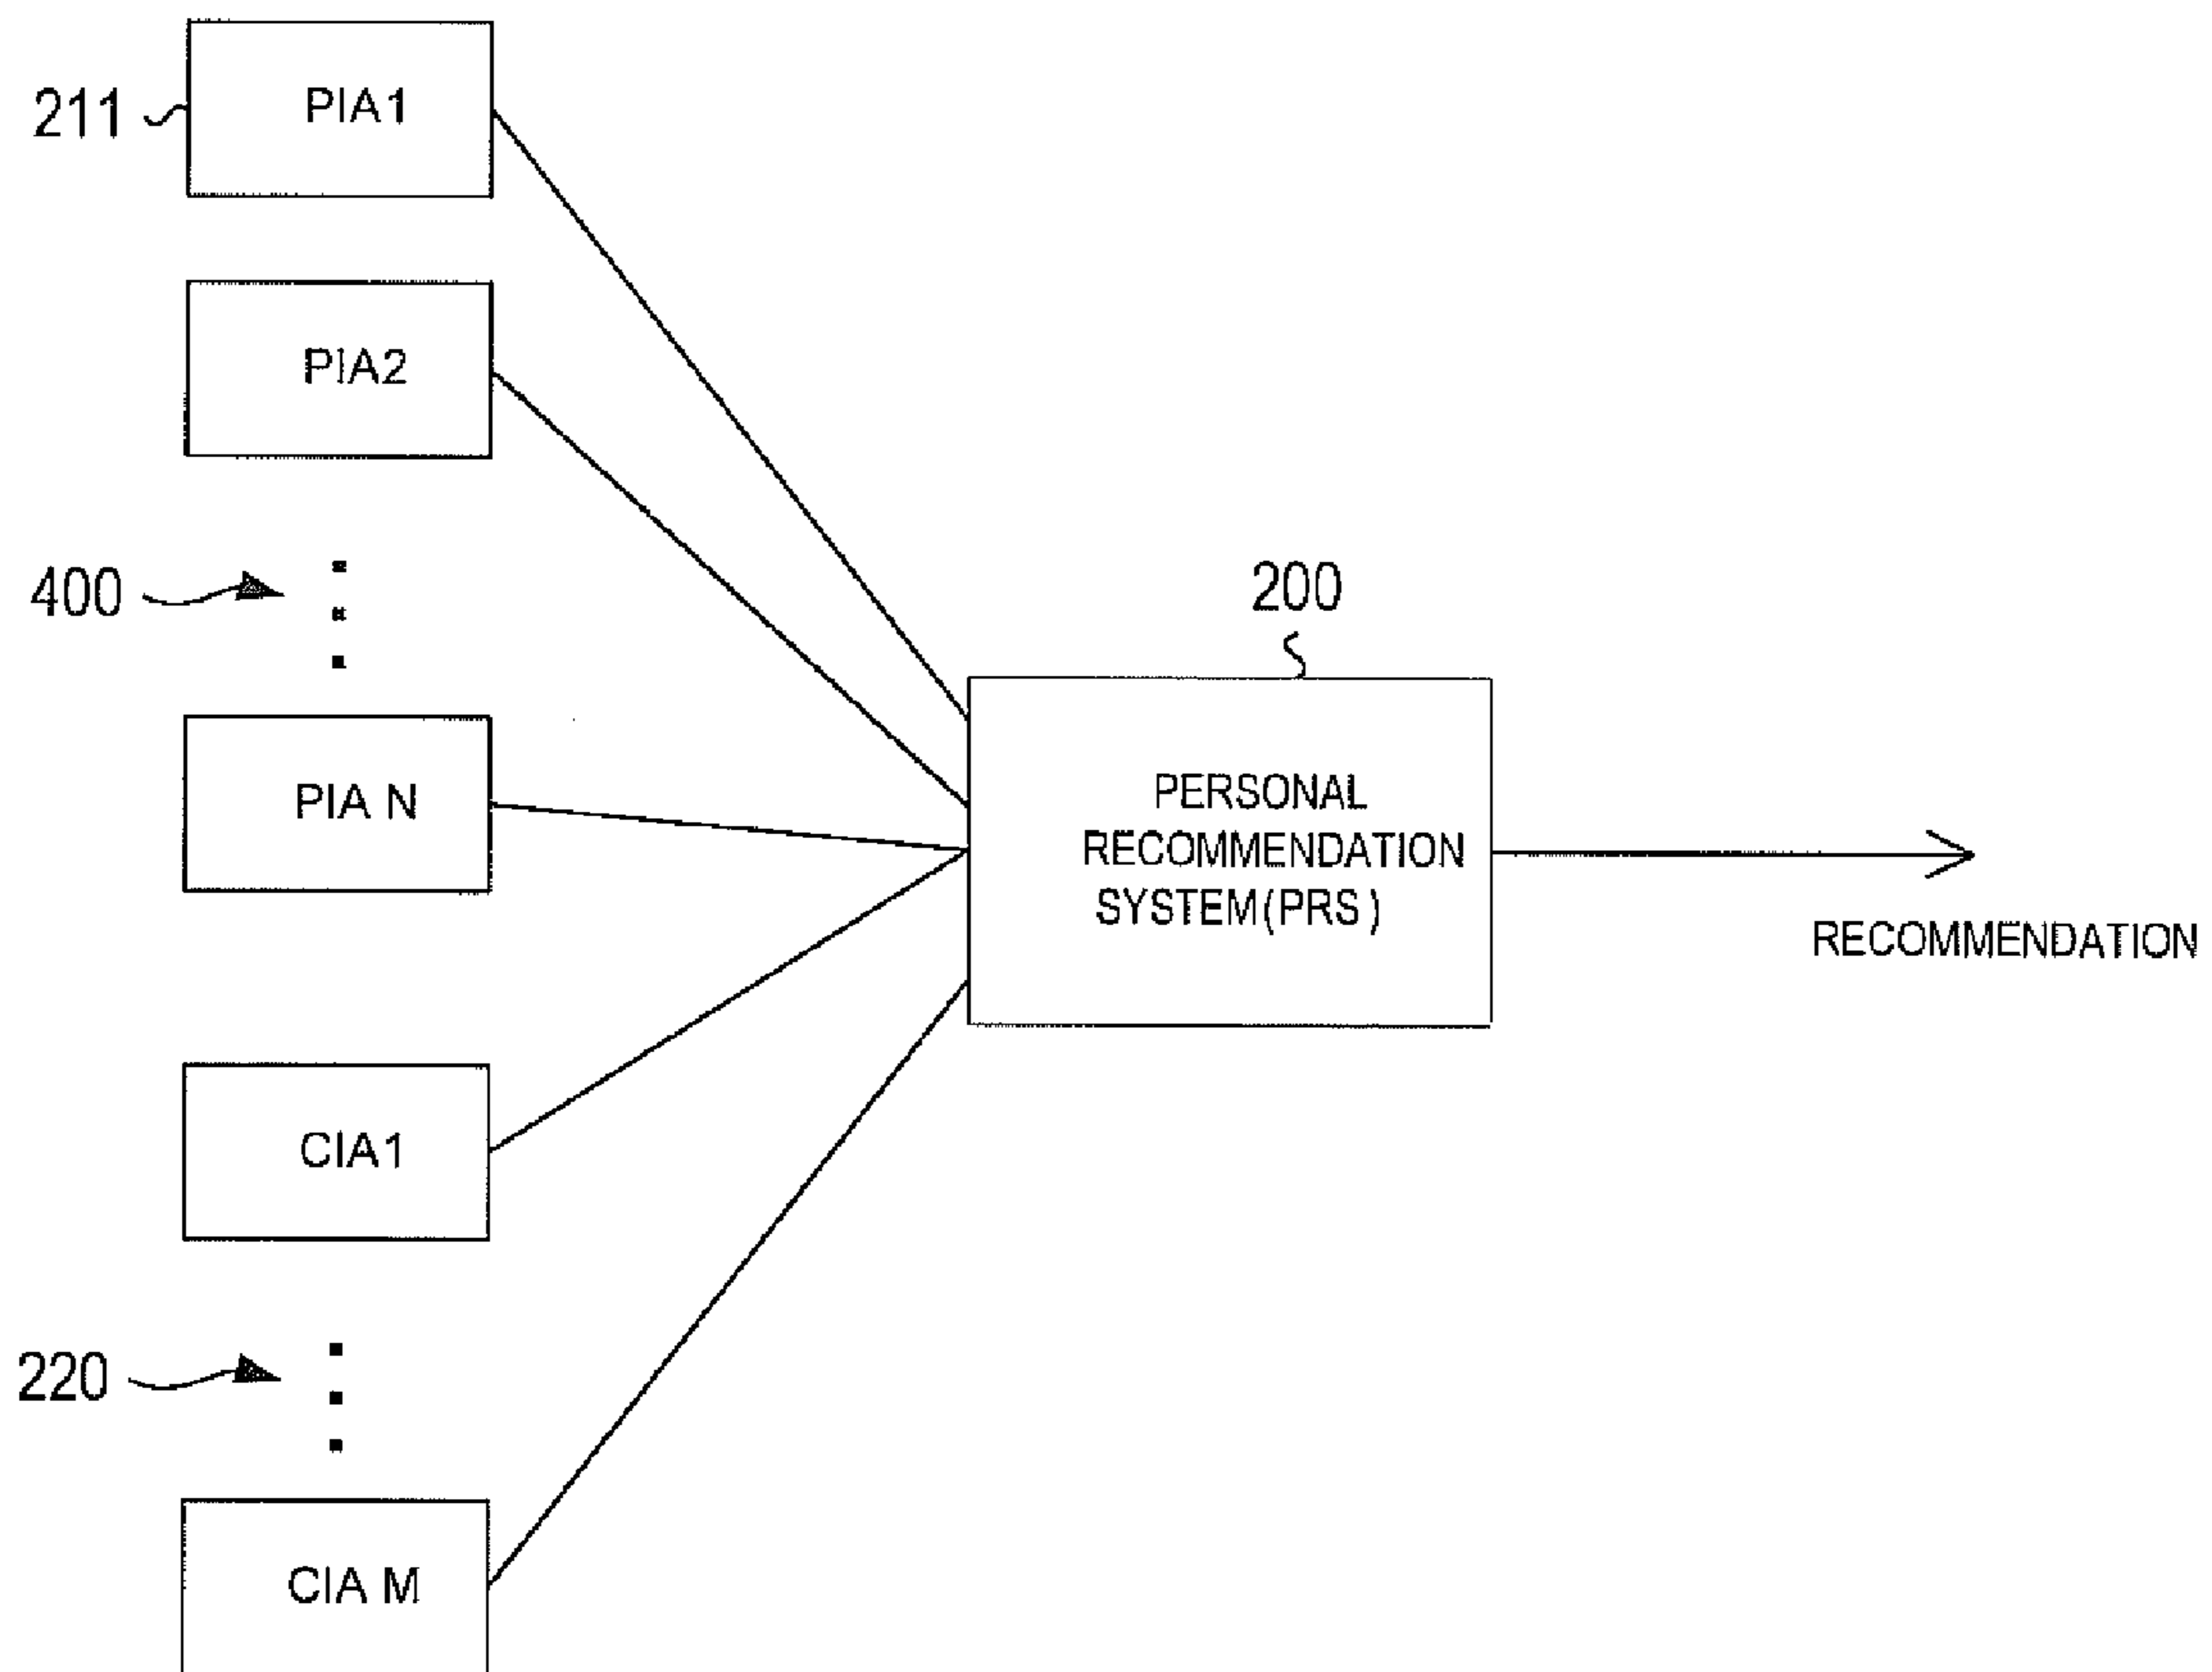 211
PIA1
PIA2
400
200
PIA N
PERSONAL
RECOMMENDATION
SYSTEM(PRS)
RECOMMENDATION
CIA1
220
CIA M